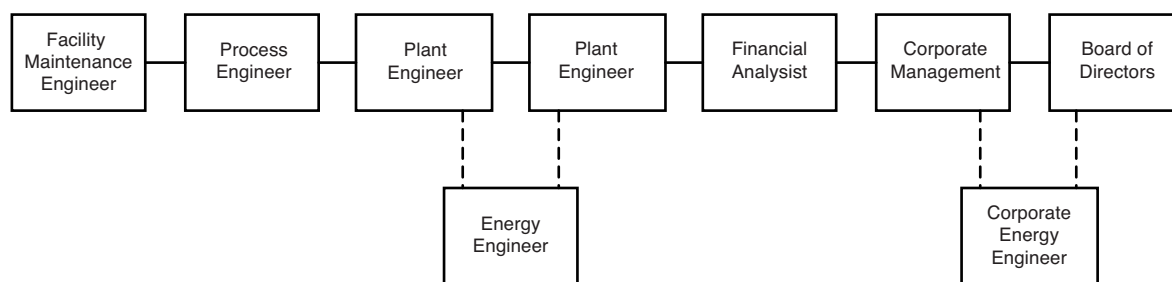 Facility
Maintenance
Engineer
Process
Engineer
Plant
Engineer
Plant
Engineer
Financial
Analysist
Corporate
Management
Board of
Directors
Energy
Engineer
Corporate
Energy
Engineer